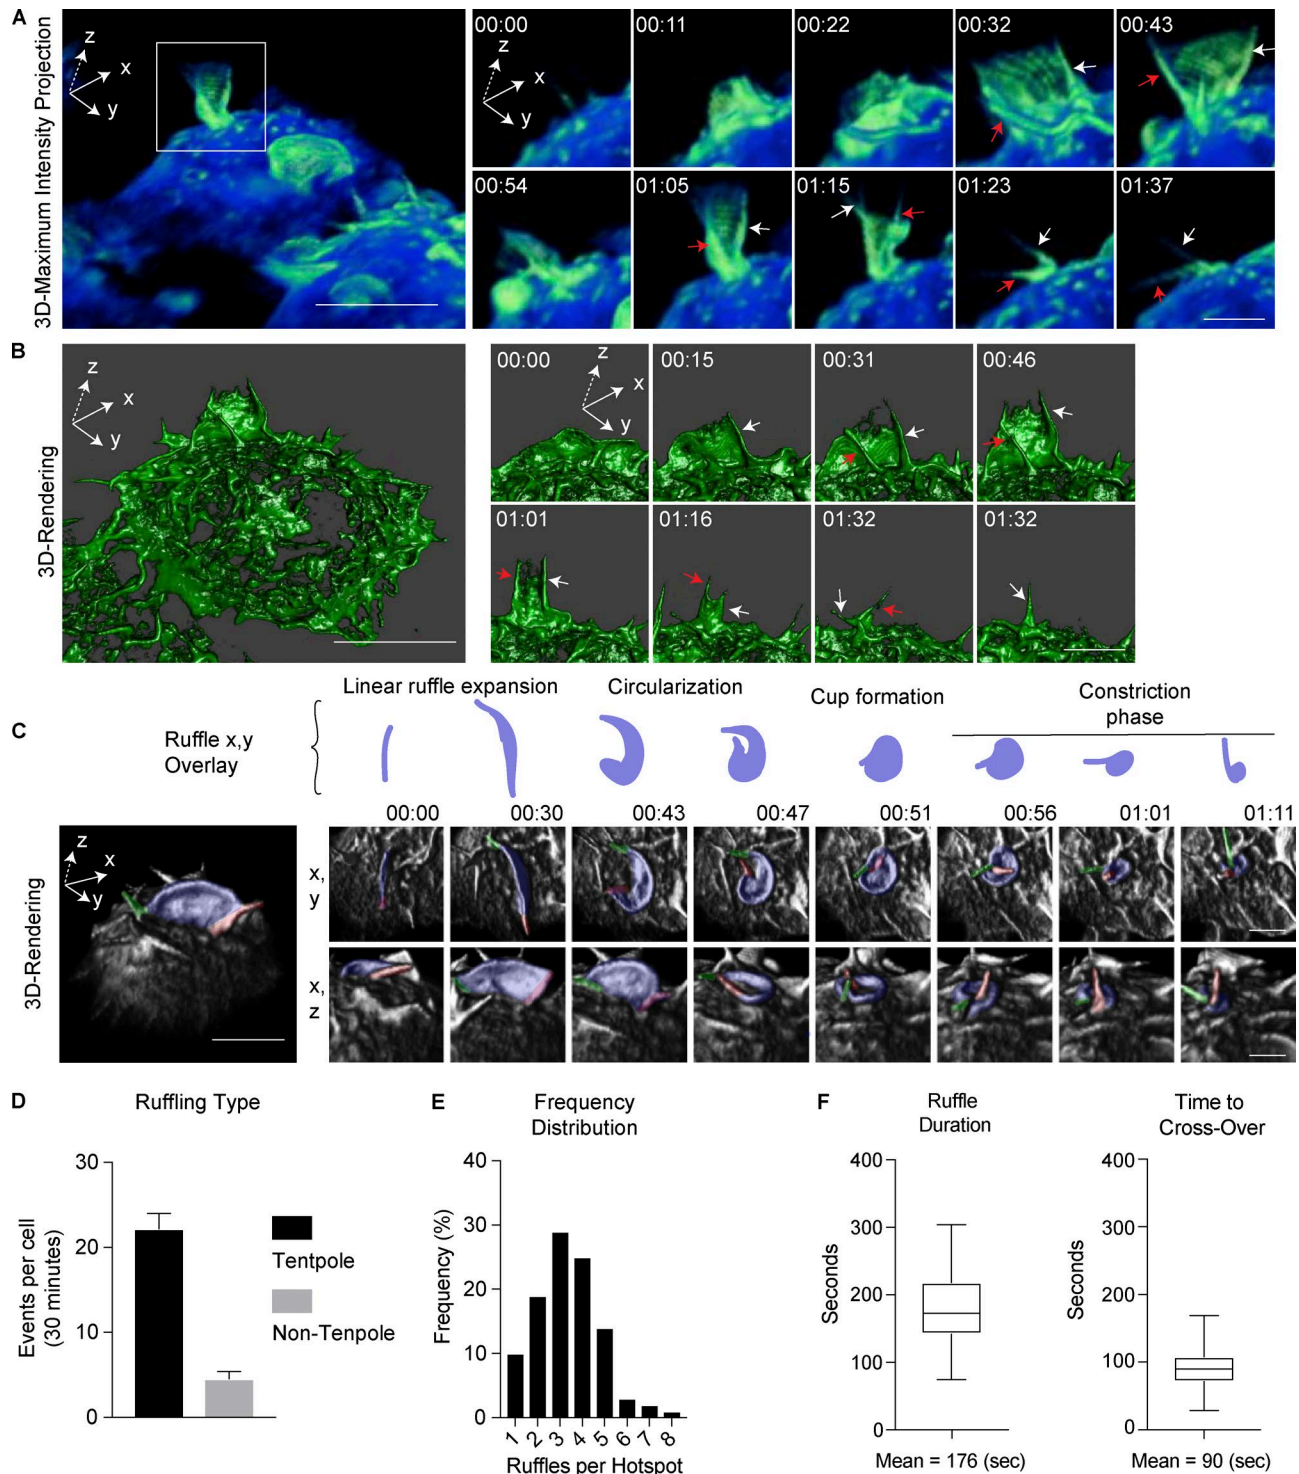 A
3D-Maximum Intensity Projection
z
x
y
00:00
00:11
00:22
00:32
00:43
z
x
y
00:54
01:05
01:15
01:23
01:37
B
3D-Rendering
z
x
y
00:00
00:15
00:31
00:46
z
x
y
01:01
01:16
01:32
01:32
C
Linear ruffle expansion
Circularization
Cup formation
Constriction
phase
Ruffle x,y
Overlay
3D-Rendering
z
x
y
00:00
00:30
00:43
00:47
00:51
00:56
01:01
01:11
x,
y
x,
z
D
Ruffling Type
Events per cell
(30 minutes)
30
20
10
0
Tentpole
Non-Tenpole
E
Frequency
Distribution
Frequency (%)
40
30
20
10
0
1 2 3 4 5 6 7 8
Ruffles per Hotspot
F
Ruffle
Duration
Seconds
400
300
200
100
0
Mean = 176 (sec)
Time to
Cross-Over
Seconds
400
300
200
100
0
Mean = 90 (sec)